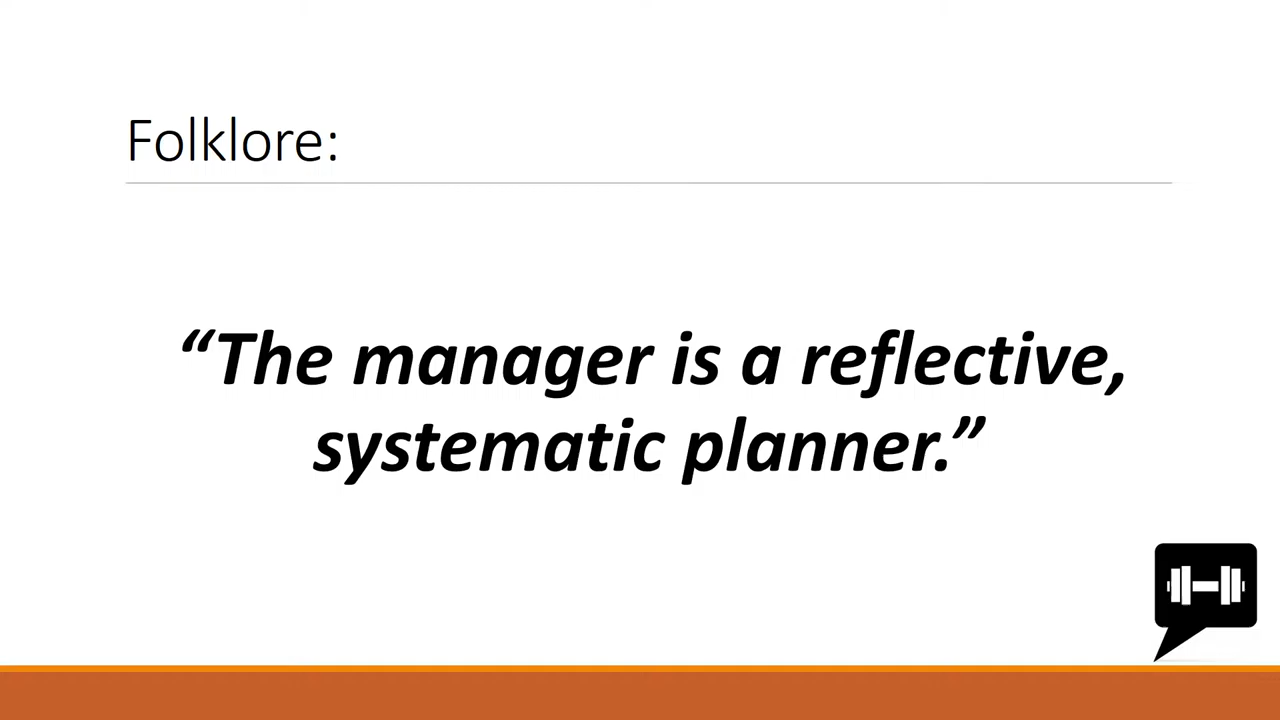 Folklore:
“The manager is a reflective,
systematic planner.”